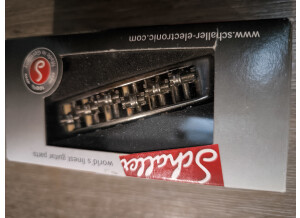 www.schaller-electronic.com
S
Schaller
world's finest guitar parts